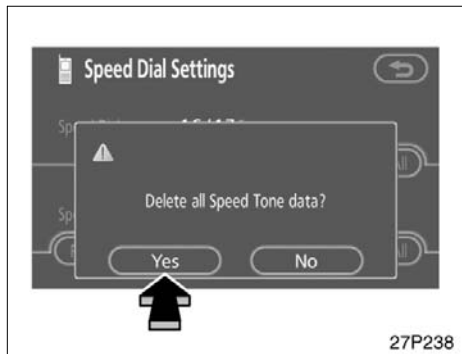 Speed Dial Settings
Delete all Speed Tone data?
Yes
No
27P238